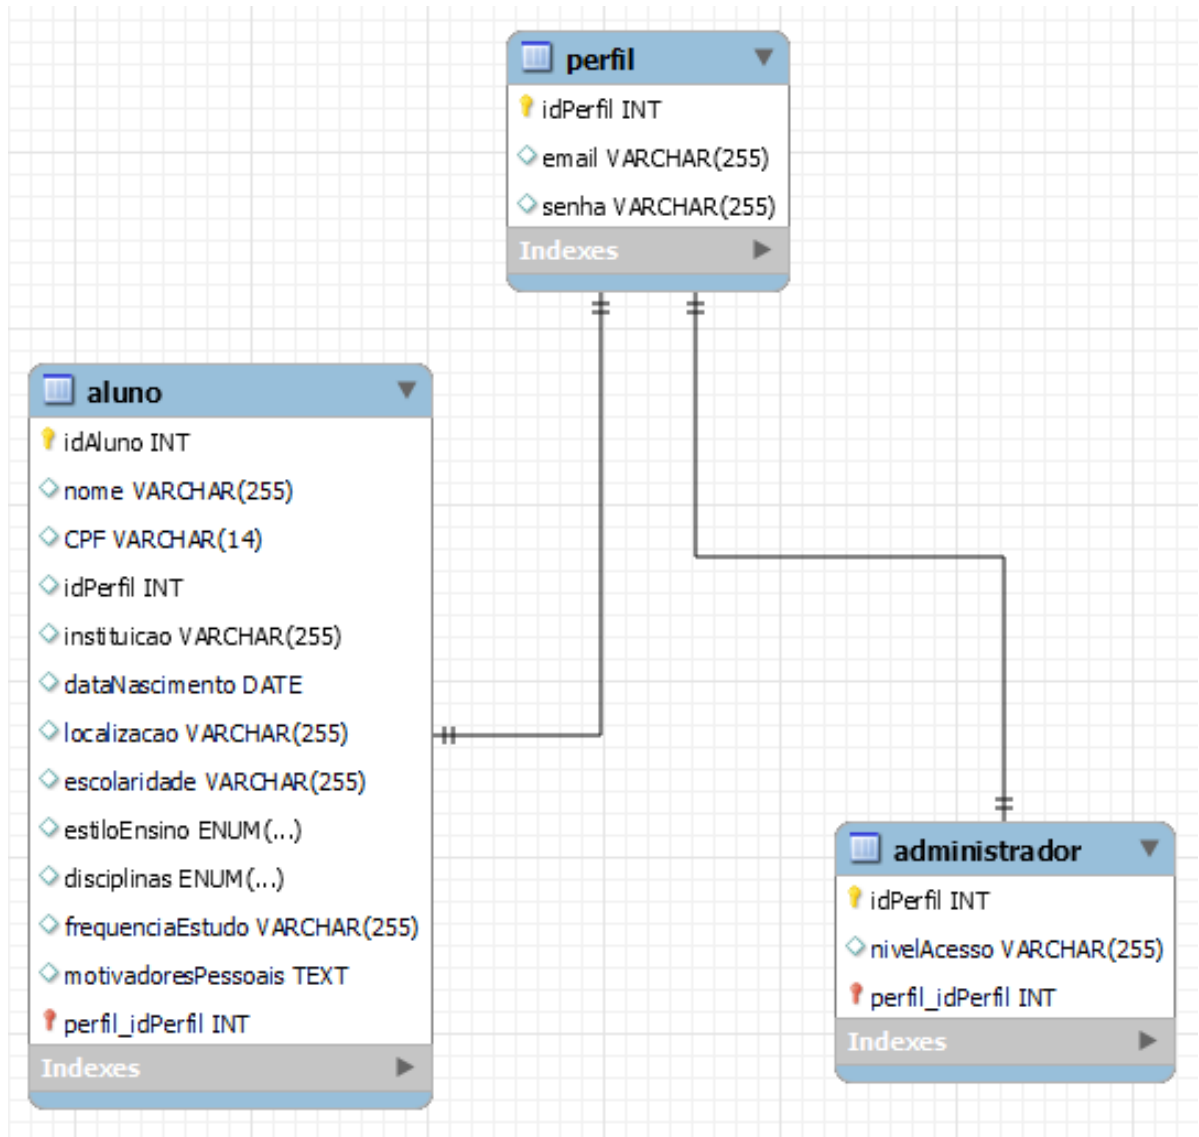 perfil
idPerfil INT
email VARCHAR(255)
senha VARCHAR(255)
Indexes
aluno
idAluno INT
nome VARCHAR(255)
CPF VARCHAR(14)
idPerfil INT
instituicao VARCHAR(255)
dataNascimento DATE
localizacao VARCHAR(255)
escolaridade VARCHAR(255)
estiloEnsino ENUM(...)
disciplinas ENUM(...)
frequenciaEstudo VARCHAR(255)
motivadoresPessoais TEXT
perfil_idPerfil INT
Indexes
administrador
idPerfil INT
nivelAcesso VARCHAR(255)
perfil_idPerfil INT
Indexes